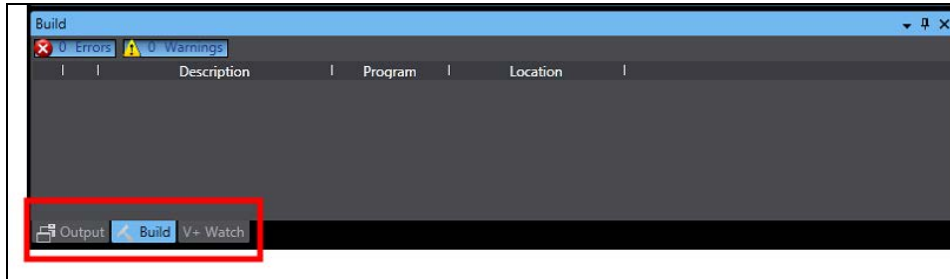 Build
0 Errors 0 Warnings
Description Program Location
Output Build V+ Watch